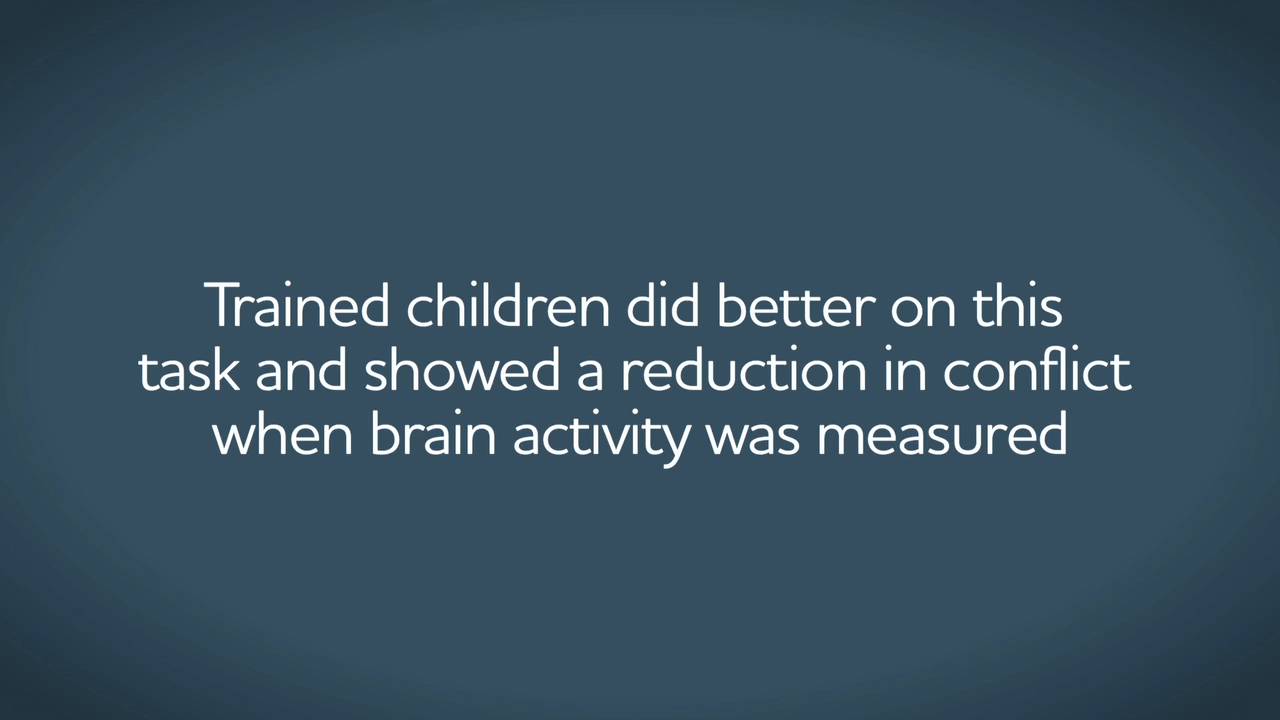 Trained children did better on this
task and showed a reduction in conflict
when brain activity was measured